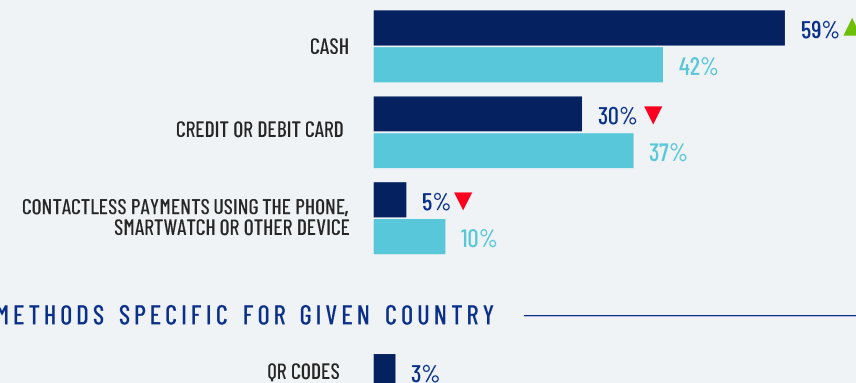 CASH
59%
42%
CREDIT OR DEBIT CARD
30%
37%
CONTACTLESS PAYMENTS USING THE PHONE,
SMARTWATCH OR OTHER DEVICE
5%
10%
METHODS SPECIFIC FOR GIVEN COUNTRY
QR CODES
3%